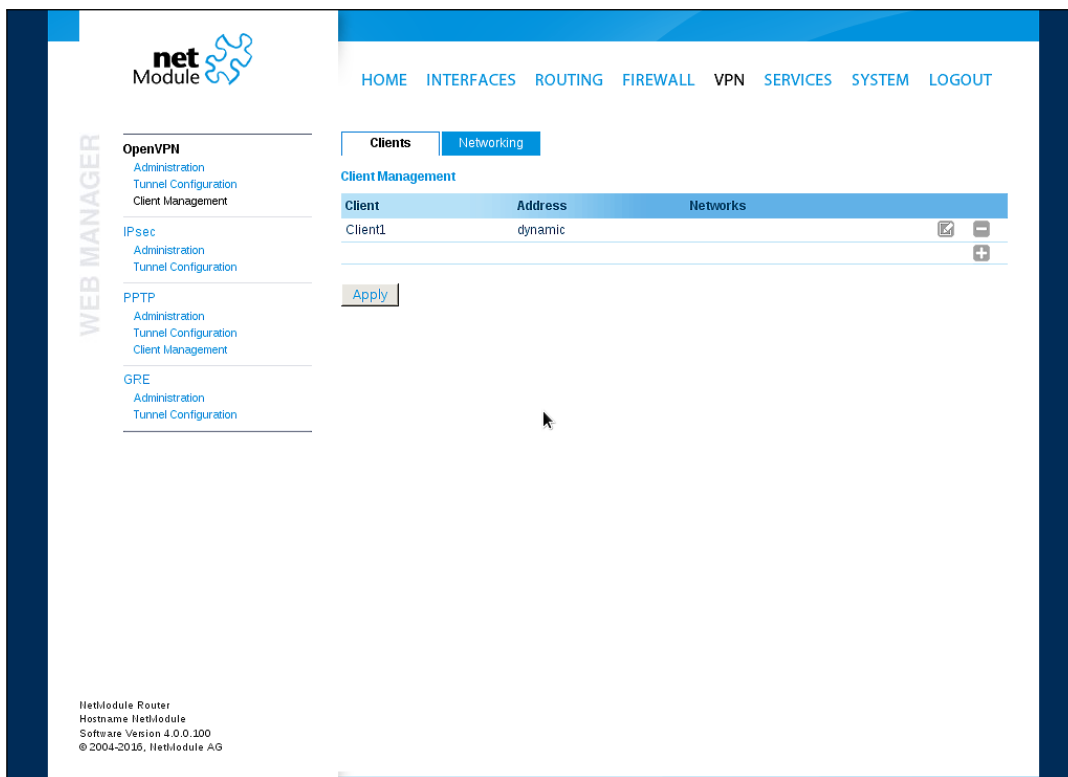 net
Module
HOME INTERFACES ROUTING FIREWALL VPN SERVICES SYSTEM LOGOUT
WEB MANAGER
OpenVPN
Administration
Tunnel Configuration
Client Management
IPsec
Administration
Tunnel Configuration
PPTP
Administration
Tunnel Configuration
Client Management
GRE
Administration
Tunnel Configuration
Clients Networking
Client Management
Client Address Networks
Client1 dynamic
Apply
NetModule Router
Hostname NetModule
Software Version 4.0.0.100
© 2004-2016, NetModule AG